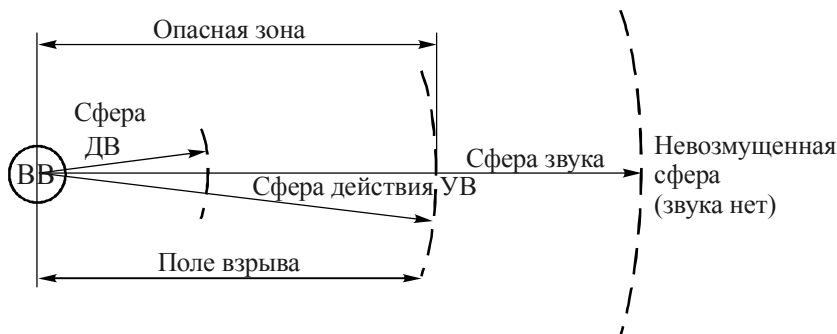 Опасная зона
Сфера
ДВ
ВВ
Сфера звука
Сфера действия УВ
Невозмущенная
сфера
(звука нет)
Поле взрыва